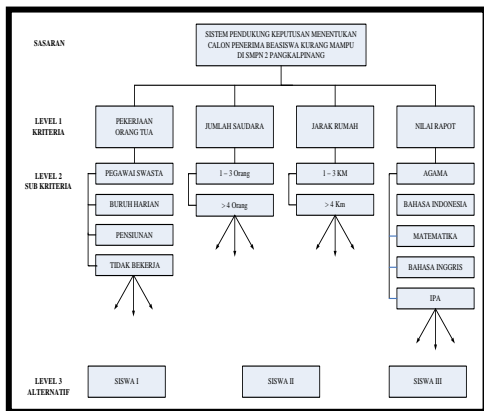 SASARAN
SISTEM PENDUKUNG KEPUTUSAN MENENTUKAN
CALON PENERIMA BEASISWA KURANG MAMPU
DI SMPN 2 PANGKALPINANG
LEVEL 1
KRITERIA
PEKERJAAN
ORANG TUA
JUMLAH SAUDARA
JARAK RUMAH
NILAI RAPOT
LEVEL 2
SUB KRITERIA
PEGAWAI SWASTA
BURUH HARIAN
PENSIUNAN
TIDAK BEKERJA
1 – 3 Orang
> 4 Orang
1 – 3 KM
> 4 Km
AGAMA
BAHASA INDONESIA
MATEMATIKA
BAHASA INGGRIS
IPA
LEVEL 3
ALTERNATIF
SISWA I
SISWA II
SISWA III